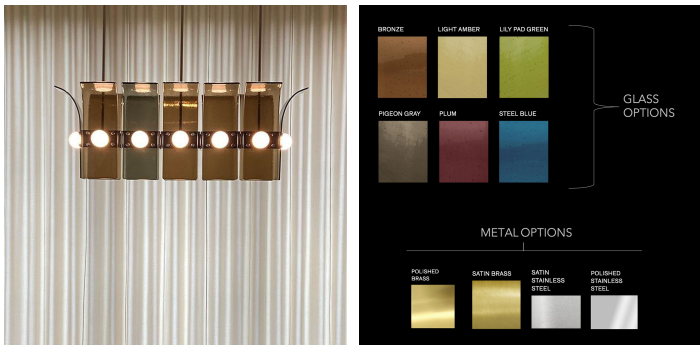 BRONZE
LIGHT AMBER
LILY PAD GREEN
GLASS
OPTIONS
PIGEON GRAY
PLUM
STEEL BLUE
METAL OPTIONS
POLISHED
BRASS
SATIN BRASS
SATIN
STAINLESS
STEEL
POLISHED
STAINLESS
STEEL